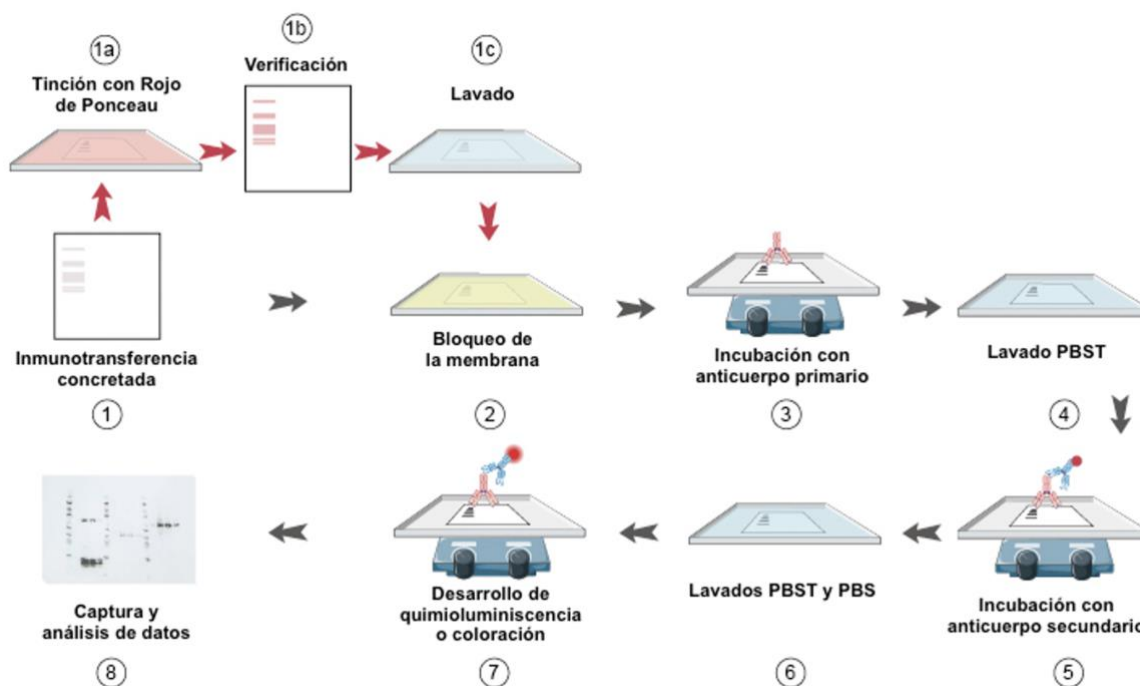 1a
Tinción con Rojo
de Ponceau
1b
Verificación
1c
Lavado
Inmunotransferencia
concretada
1
Bloqueo de
la membrana
2
Incubación con
anticuerpo primario
3
Lavado PBST
4
Incubación con
anticuerpo secundario
5
Lavados PBST y PBS
6
Desarrollo de
quimioluminiscencia
o coloración
7
Captura y
análisis de datos
8